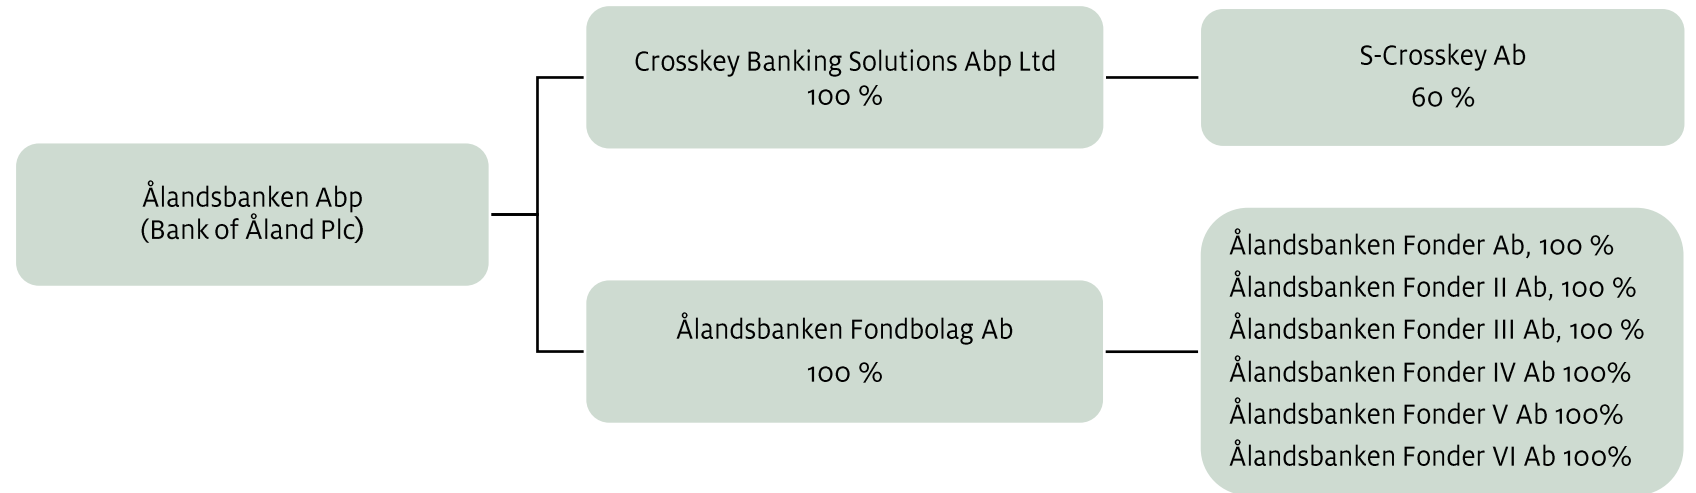 Ålandsbanken Abp
(Bank of Åland Plc)
Crosskey Banking Solutions Abp Ltd
100 %
S-Crosskey Ab
60 %
Ålandsbanken Fondbolag Ab
100 %
Ålandsbanken Fonder Ab, 100 %
Ålandsbanken Fonder II Ab, 100 %
Ålandsbanken Fonder III Ab, 100 %
Ålandsbanken Fonder IV Ab 100%
Ålandsbanken Fonder V Ab 100%
Ålandsbanken Fonder VI Ab 100%